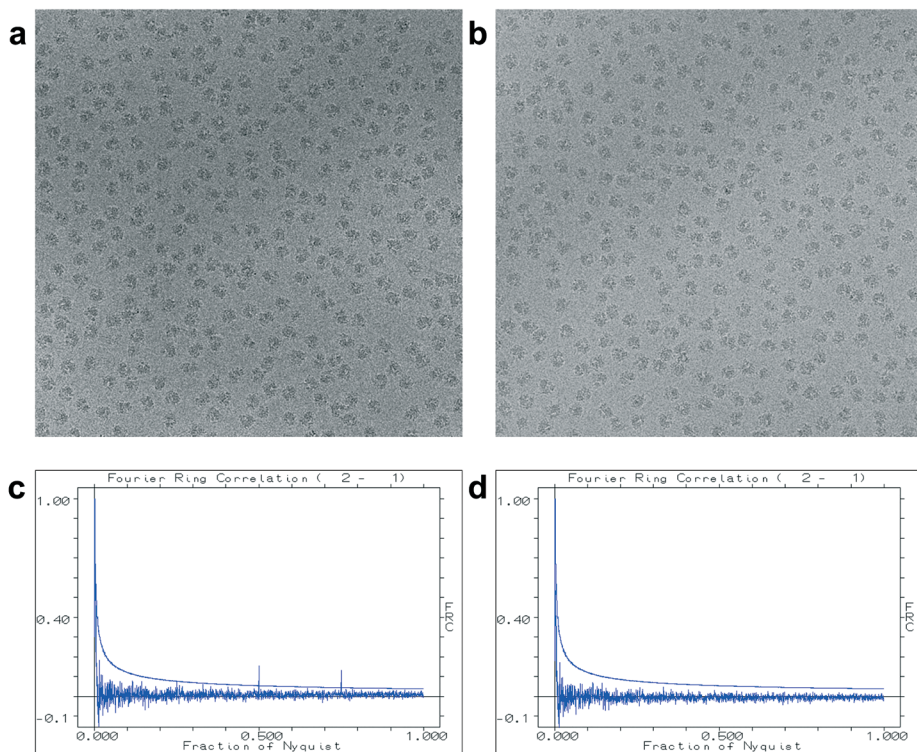 a
b
c
Fourier Ring Correlation ( 2 - 1)
1.00
0.40
-0.1
FRC
0.000
0.500
1.000
Fraction of Nyquist
d
Fourier Ring Correlation ( 2 - 1)
1.00
0.40
-0.1
FRC
0.000
0.500
1.000
Fraction of Nyquist